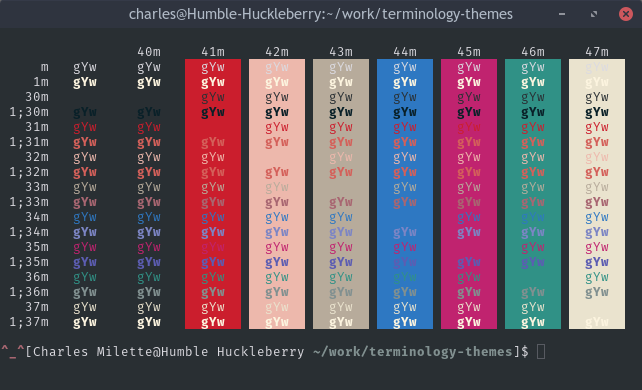 charles@Humble-Huckleberry:~/work/terminology-themes
40m 41m 42m 43m 44m 45m 46m 47m
m gYw gYw gYw gYw gYw gYw gYw gYw gYw
1m gYw gYw gYw gYw gYw gYw gYw gYw gYw
30m gYw gYw gYw gYw gYw gYw gYw
1;30m gYw gYw gYw gYw gYw gYw gYw gYw gYw
31m gYw gYw gYw gYw gYw gYw gYw gYw
1;31m gYw gYw gYw gYw gYw gYw gYw gYw gYw
32m gYw gYw gYw gYw gYw gYw gYw gYw
1;32m gYw gYw gYw gYw gYw gYw gYw gYw gYw
33m gYw gYw gYw gYw gYw gYw gYw gYw
1;33m gYw gYw gYw gYw gYw gYw gYw gYw gYw
34m gYw gYw gYw gYw gYw gYw gYw gYw
1;34m gYw gYw gYw gYw gYw gYw gYw gYw gYw
35m gYw gYw gYw gYw gYw gYw gYw gYw
1;35m gYw gYw gYw gYw gYw gYw gYw gYw gYw
36m gYw gYw gYw gYw gYw gYw gYw gYw
1;36m gYw gYw gYw gYw gYw gYw gYw gYw gYw
37m gYw gYw gYw gYw gYw gYw gYw gYw
1;37m gYw gYw gYw gYw gYw gYw gYw gYw gYw
^_^[Charles Milette@Humble Huckleberry ~/work/terminology-themes]$